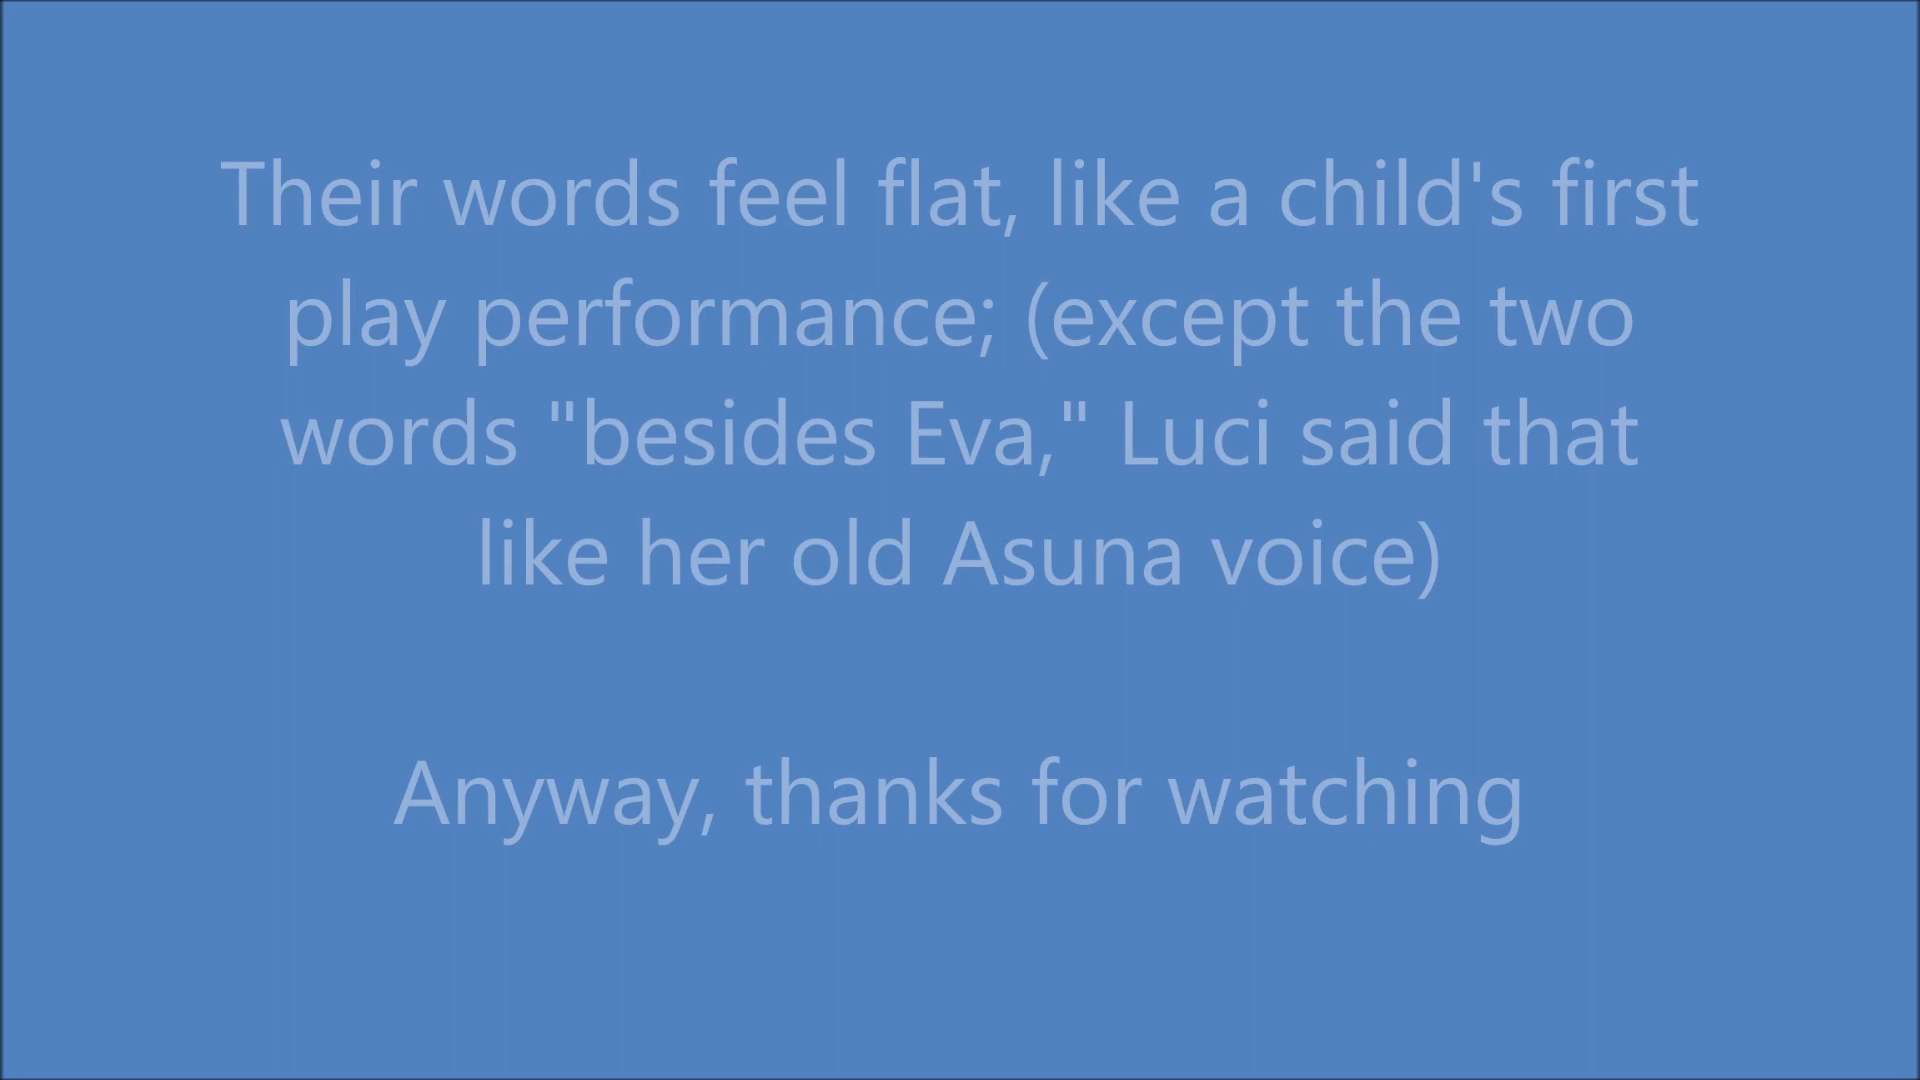 Their words feel flat, like a child's first
play performance; (except the two
words "besides Eva," Luci said that
like her old Asuna voice)
Anyway, thanks for watching